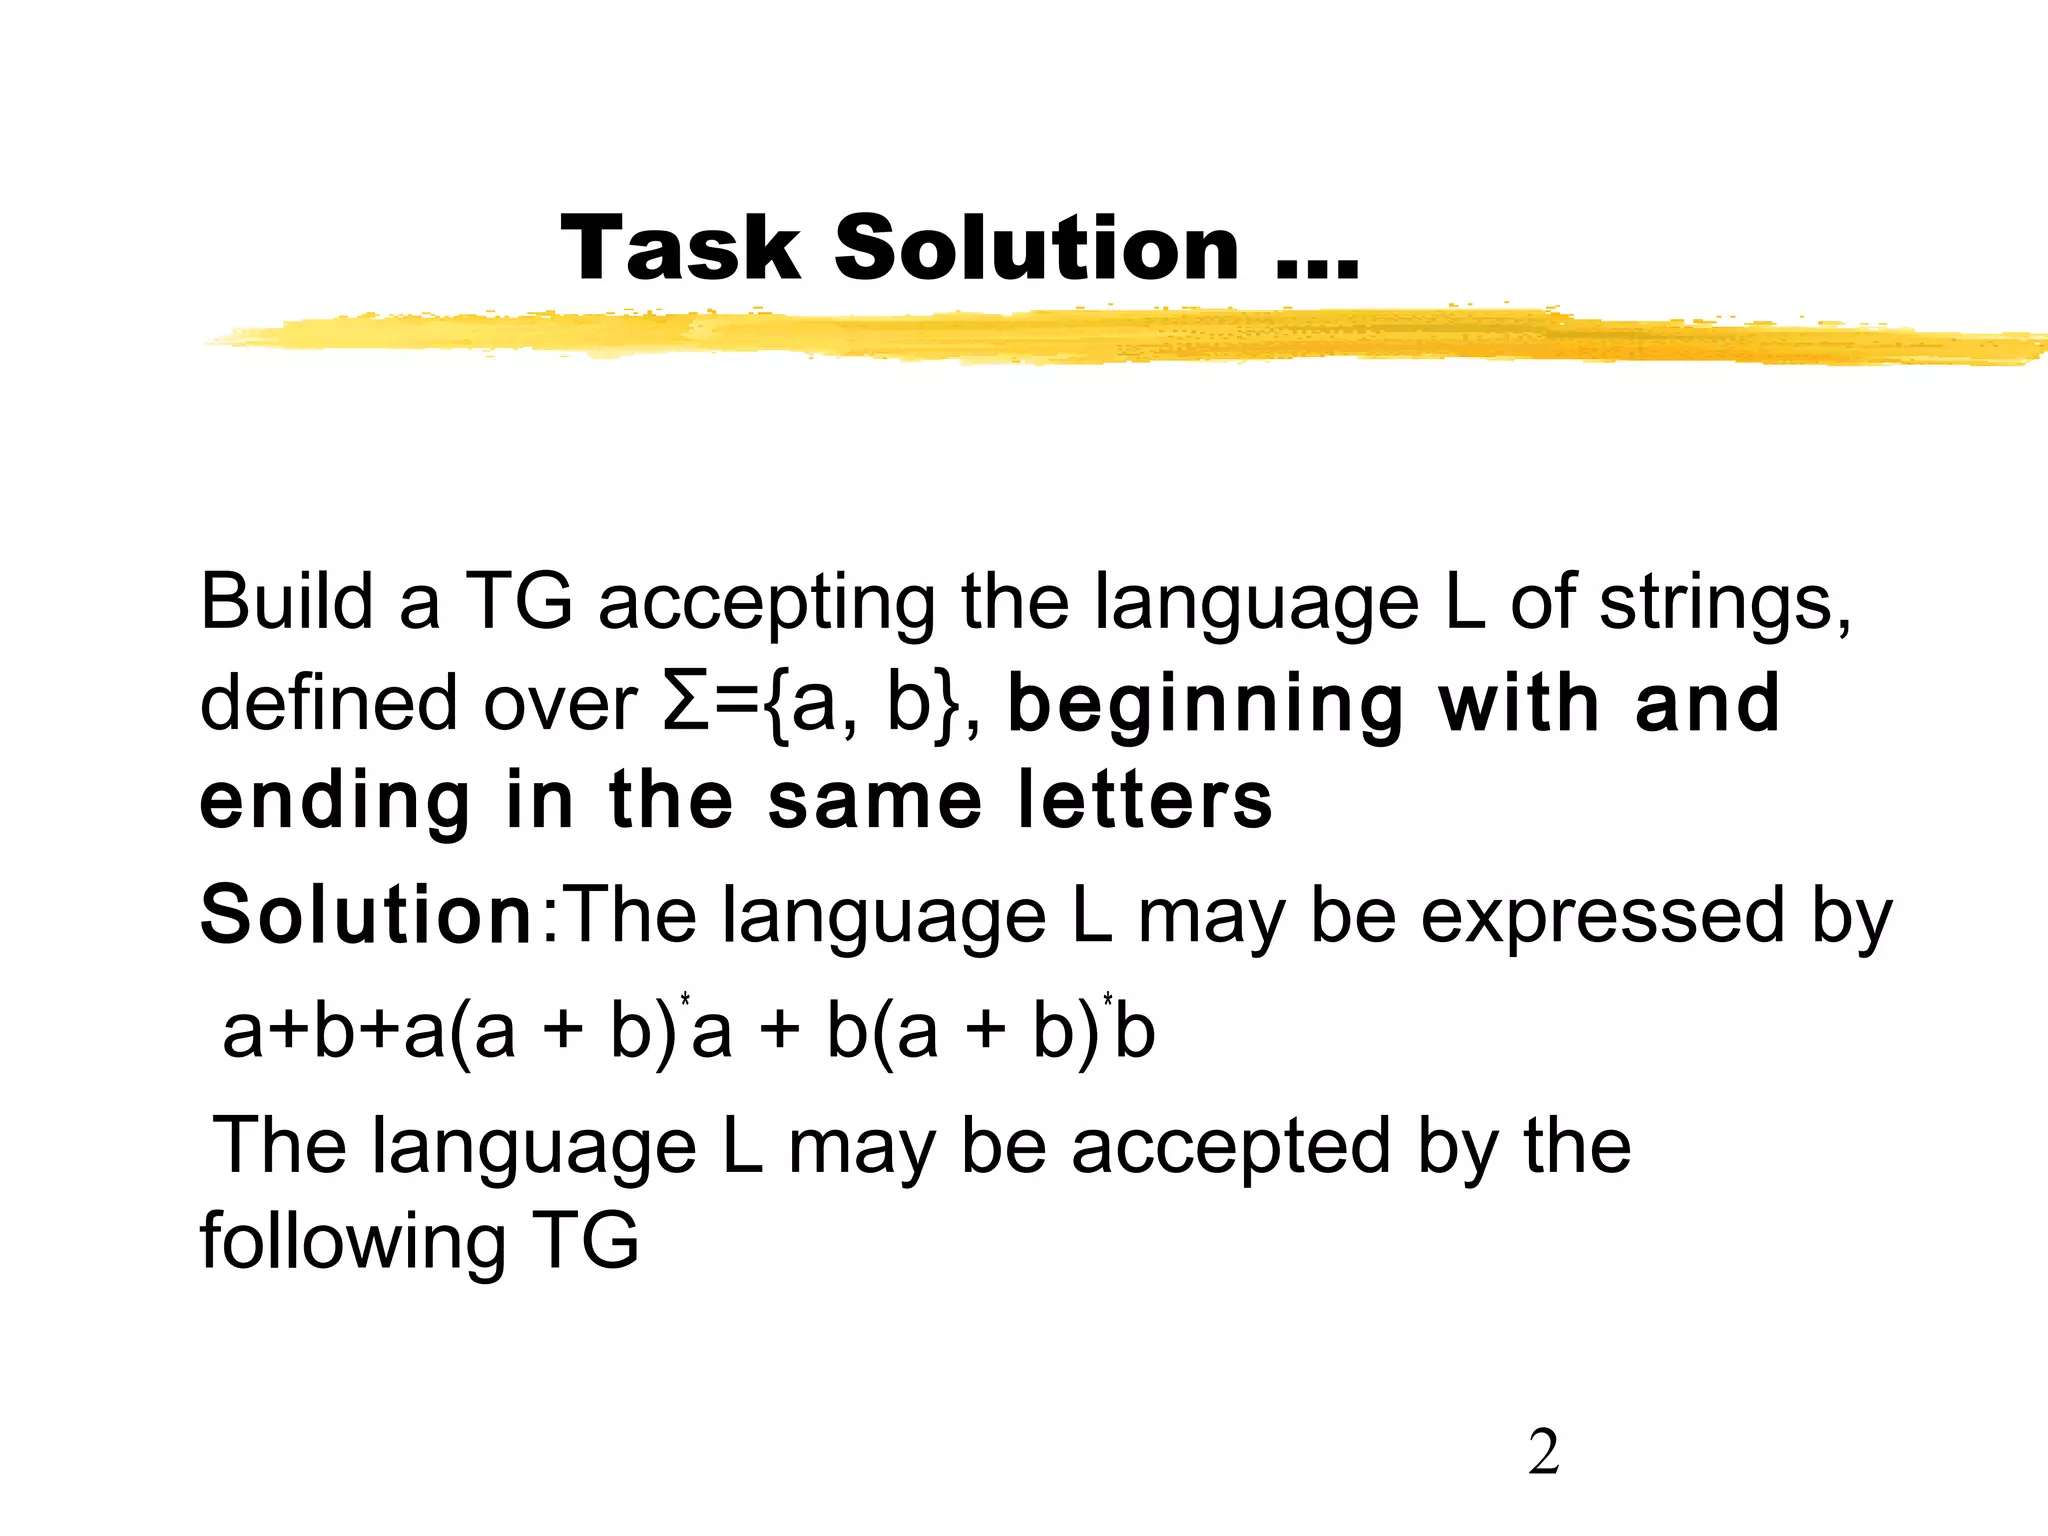 Task Solution ...
Build a TG accepting the language L of strings,
defined over Σ={a, b}, beginning with and
ending in the same letters
Solution:The language L may be expressed by
a+b+a(a + b)*a + b(a + b)*b
The language L may be accepted by the
following TG
2